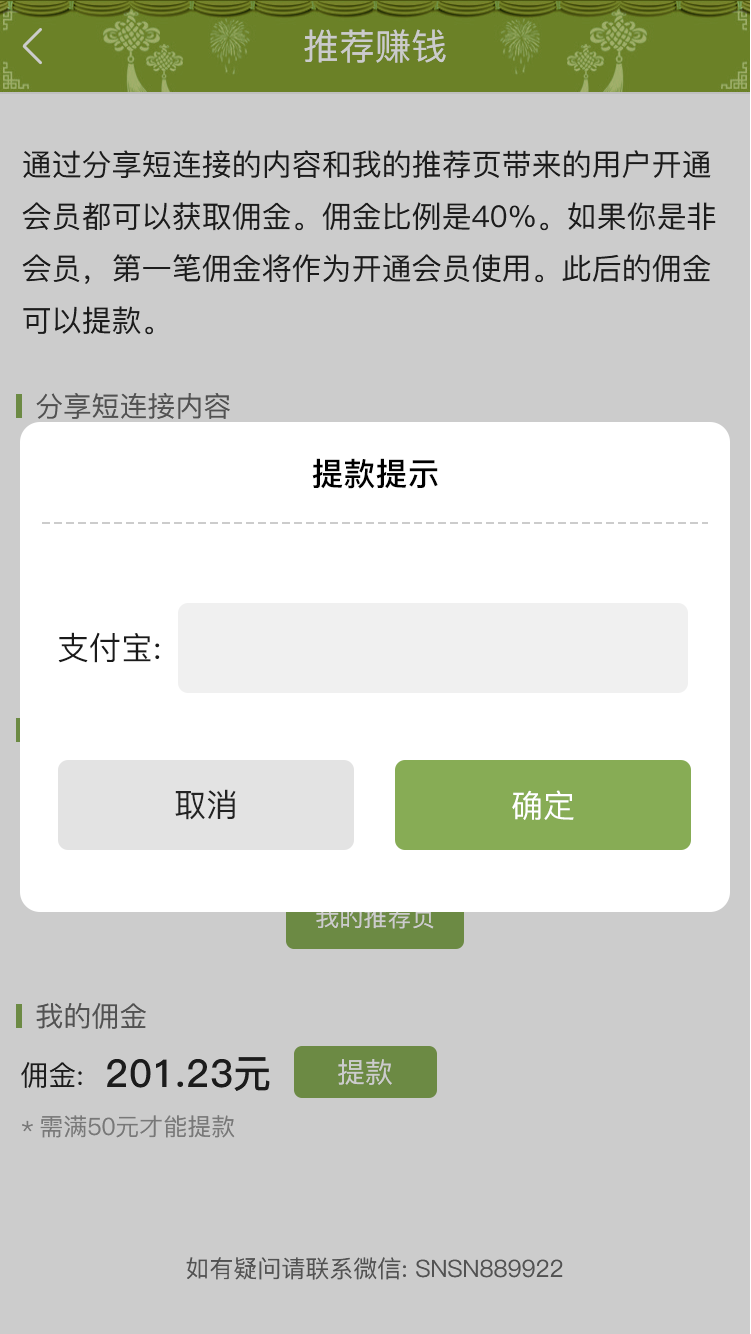 推荐赚钱
通过分享短连接的内容和我的推荐页带来的用户开通
会员都可以获取佣金。佣金比例是40%。如果你是非
会员，第一笔佣金将作为开通会员使用。此后的佣金
可以提款。
分享短连接内容
提款提示
支付宝:
取消
确定
我的推荐页
我的佣金
佣金: 201.23元 提款
* 需满50元才能提款
如有疑问请联系微信: SNSN889922